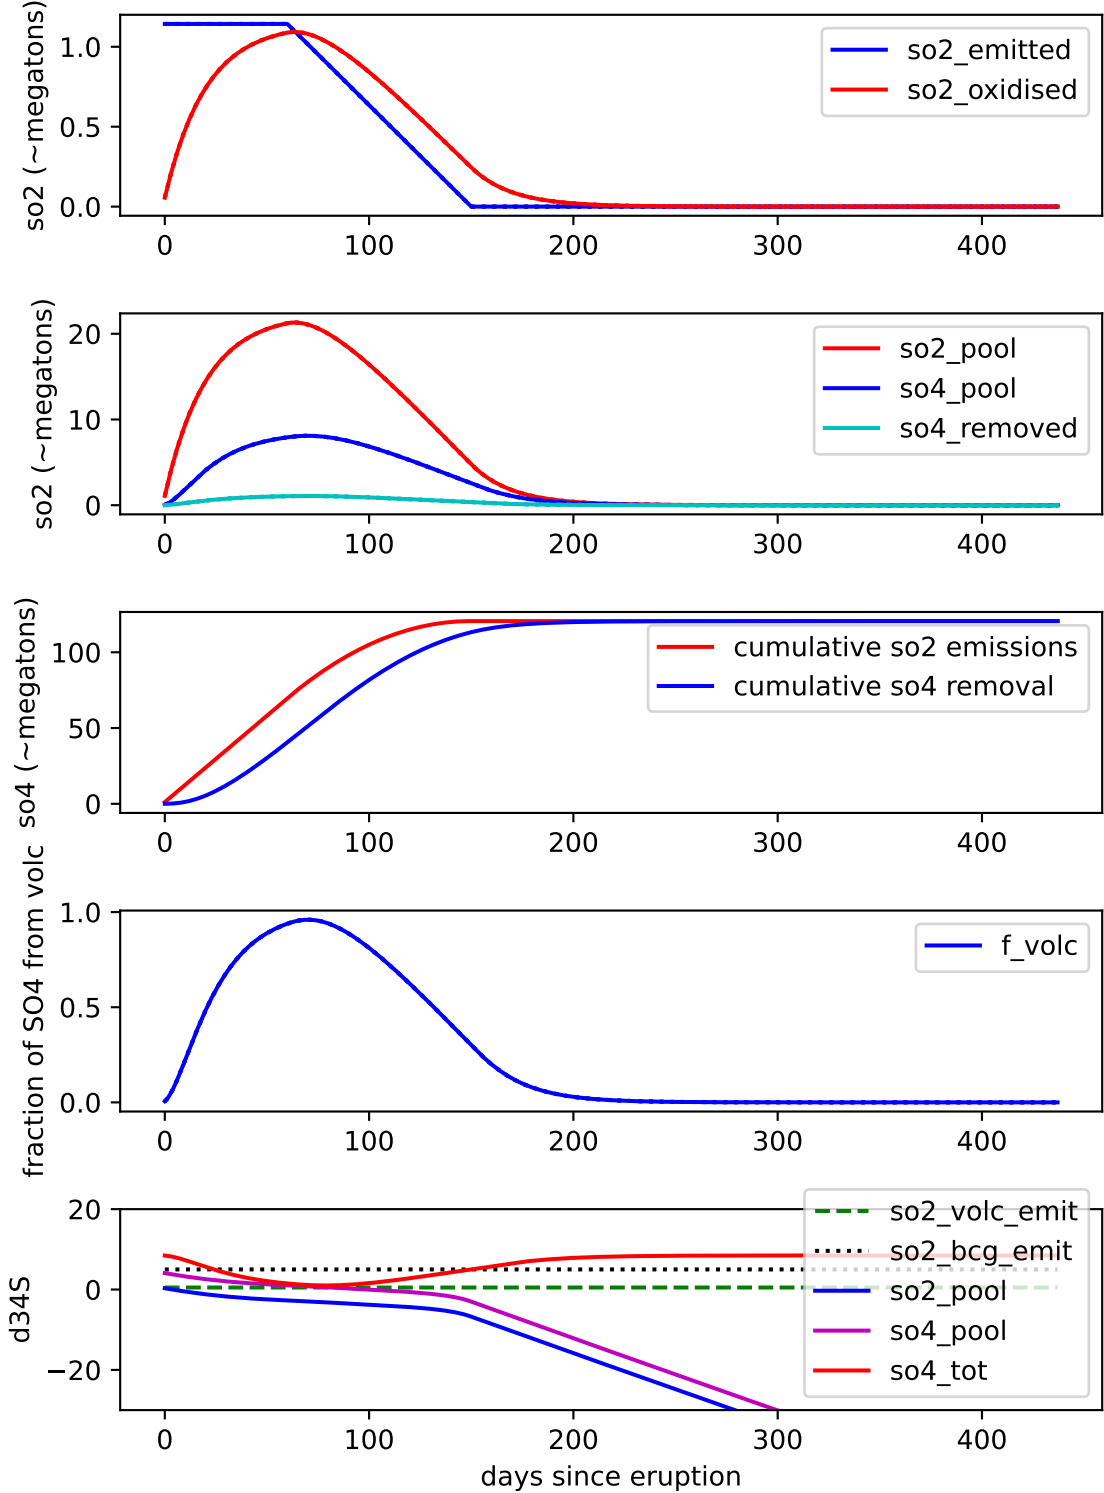 so2 (~megatons)
1.0
0.5
0.0
so2_emitted
so2_oxidised
0 100 200 300 400
so2 (~megatons)
20
10
0
so2_pool
so4_pool
so4_removed
0 100 200 300 400
so4 (~megatons)
100
50
0
cumulative so2 emissions
cumulative so4 removal
0 100 200 300 400
fraction of SO4 from volc
1.0
0.5
0.0
f_volc
0 100 200 300 400
d34S
20
0
−20
so2_volc_emit
so2_bcg_emit
so2_pool
so4_pool
so4_tot
0 100 200 300 400
days since eruption